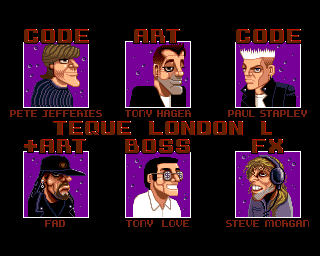 CODE ART CODE
PETE JEFFERIES TONY HAGER PAUL STAPLEY
TEQUE LONDON L
+ART BOSS FX
FAD TONY LOVE STEVE MORGAN